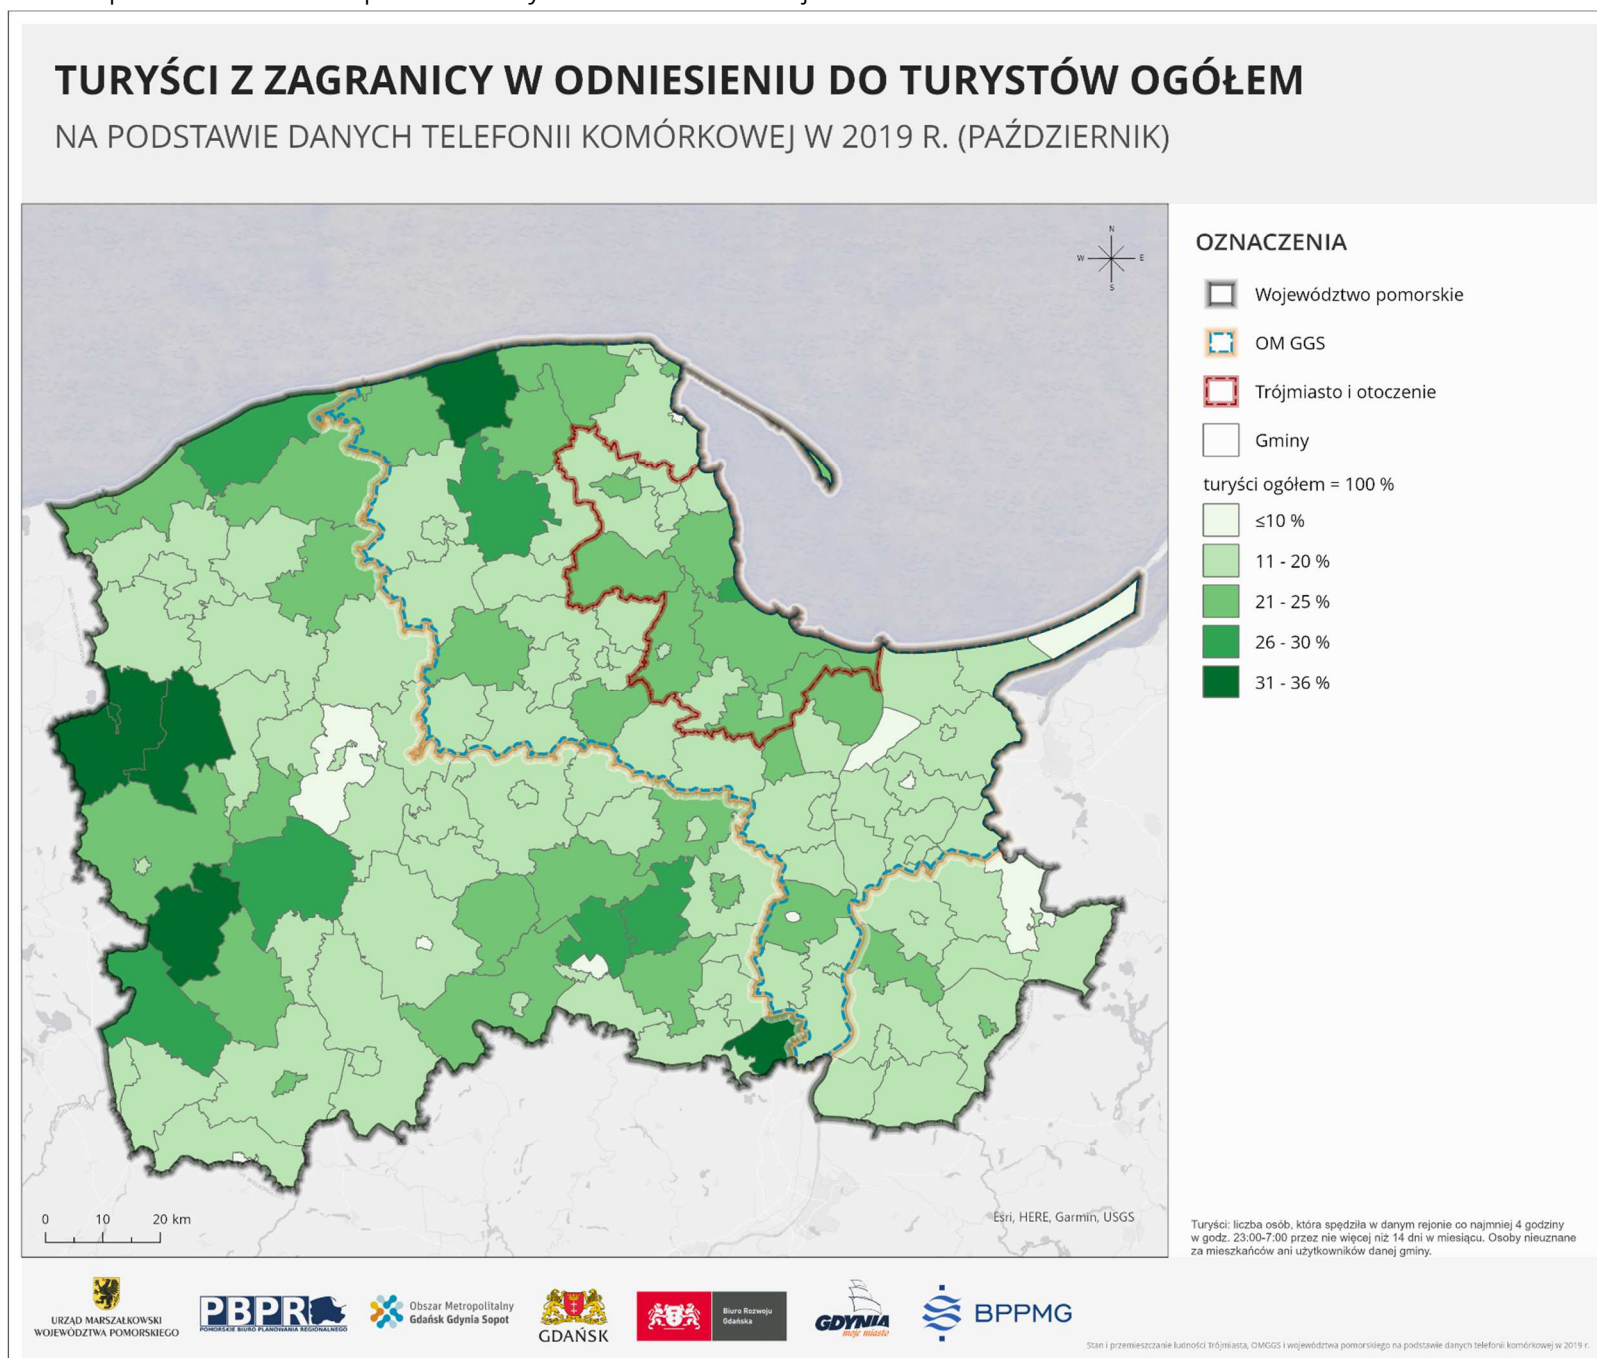 TURYŚCI Z ZAGRANICY W ODNIESIENIU DO TURYSTÓW OGÓŁEM
NA PODSTAWIE DANYCH TELEFONII KOMÓRKOWEJ W 2019 R. (PAŹDZIERNIK)
N
W E
S
OZNACZENIA
Województwo pomorskie
OM GGS
Trójmiasto i otoczenie
Gminy
turyści ogółem = 100 %
≤10 %
11 - 20 %
21 - 25 %
26 - 30 %
31 - 36 %
0 10 20 km
Esri, HERE, Garmin, USGS
Turyści: liczba osób, która spędziła w danym rejonie co najmniej 4 godziny
w godz. 23:00-7:00 przez nie więcej niż 14 dni w miesiącu. Osoby nieuznane
za mieszkańców ani użytkowników danej gminy.
URZĄD MARSZAŁKOWSKI
WOJEWÓDZTWA POMORSKIEGO
PBPR
POMORSKIE BIURO PLANOWANIA REGIONALNEGO
Obszar Metropolitalny
Gdańsk Gdynia Sopot
GDAŃSK
Biuro Rozwoju
Gdańska
GDYNIA
moje miasto
BPPMG
Stan i przemieszczanie ludności Trójmiasta, OMGGS i województwa pomorskiego na podstawie danych telefonii komórkowej w 2019 r.